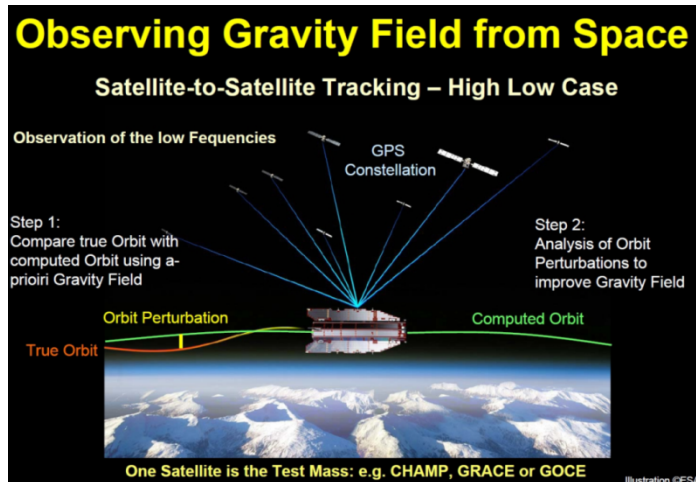 Observing Gravity Field from Space
Satellite-to-Satellite Tracking – High Low Case
Observation of the low Fequencies
GPS
Constellation
Step 1:
Compare true Orbit with
computed Orbit using a-
prioiri Gravity Field
Step 2:
Analysis of Orbit
Perturbations to
improve Gravity Field
Orbit Perturbation
Computed Orbit
True Orbit
One Satellite is the Test Mass: e.g. CHAMP, GRACE or GOCE
Illustration ©ES